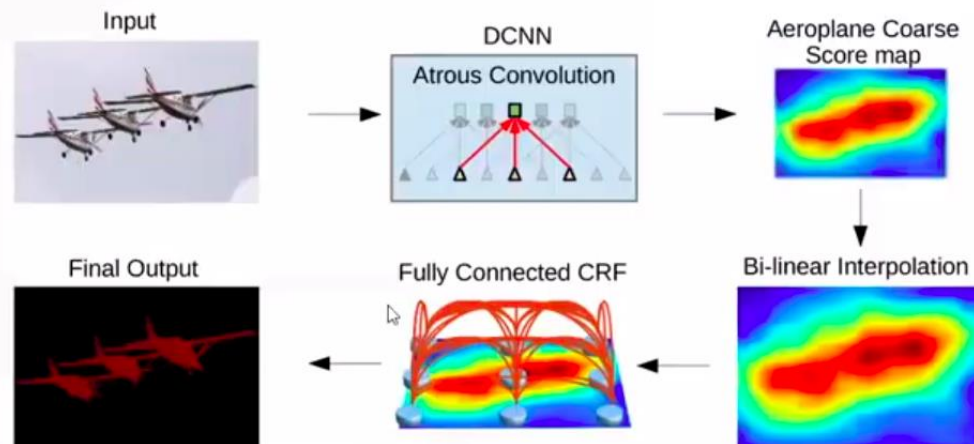 Input
DCNN
Atrous Convolution
Aeroplane Coarse
Score map
Final Output
Fully Connected CRF
Bi-linear Interpolation